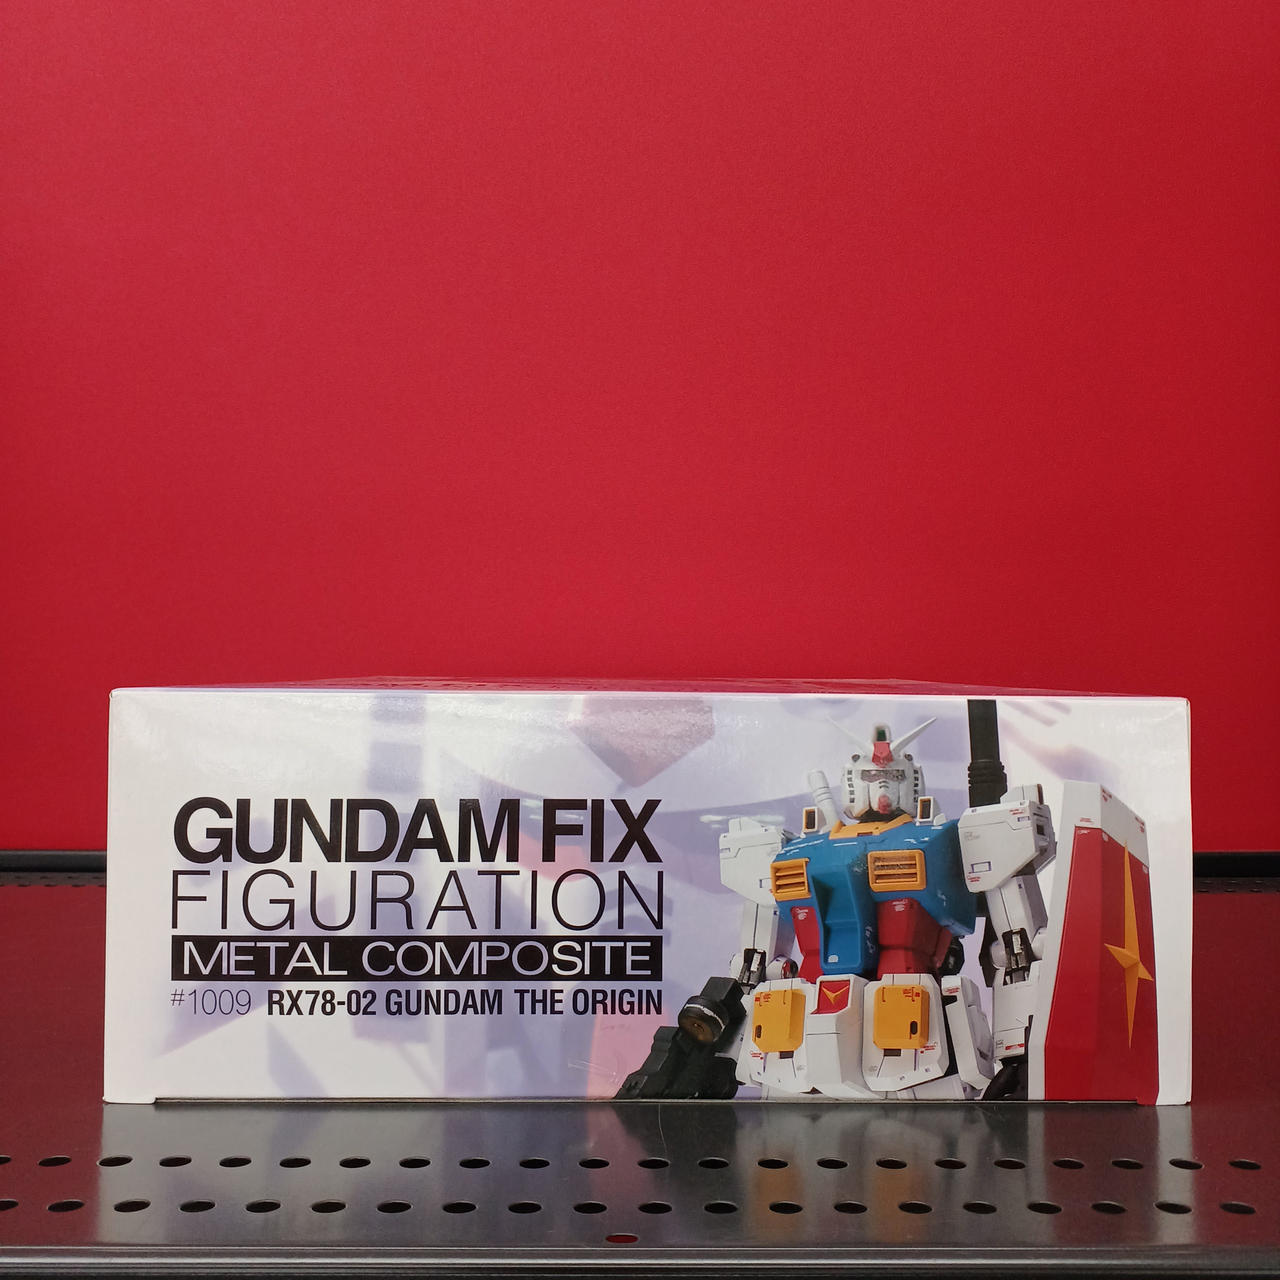 GUNDAM FIX
FIGURATION
METAL COMPOSITE
#1009 RX78-02 GUNDAM THE ORIGIN